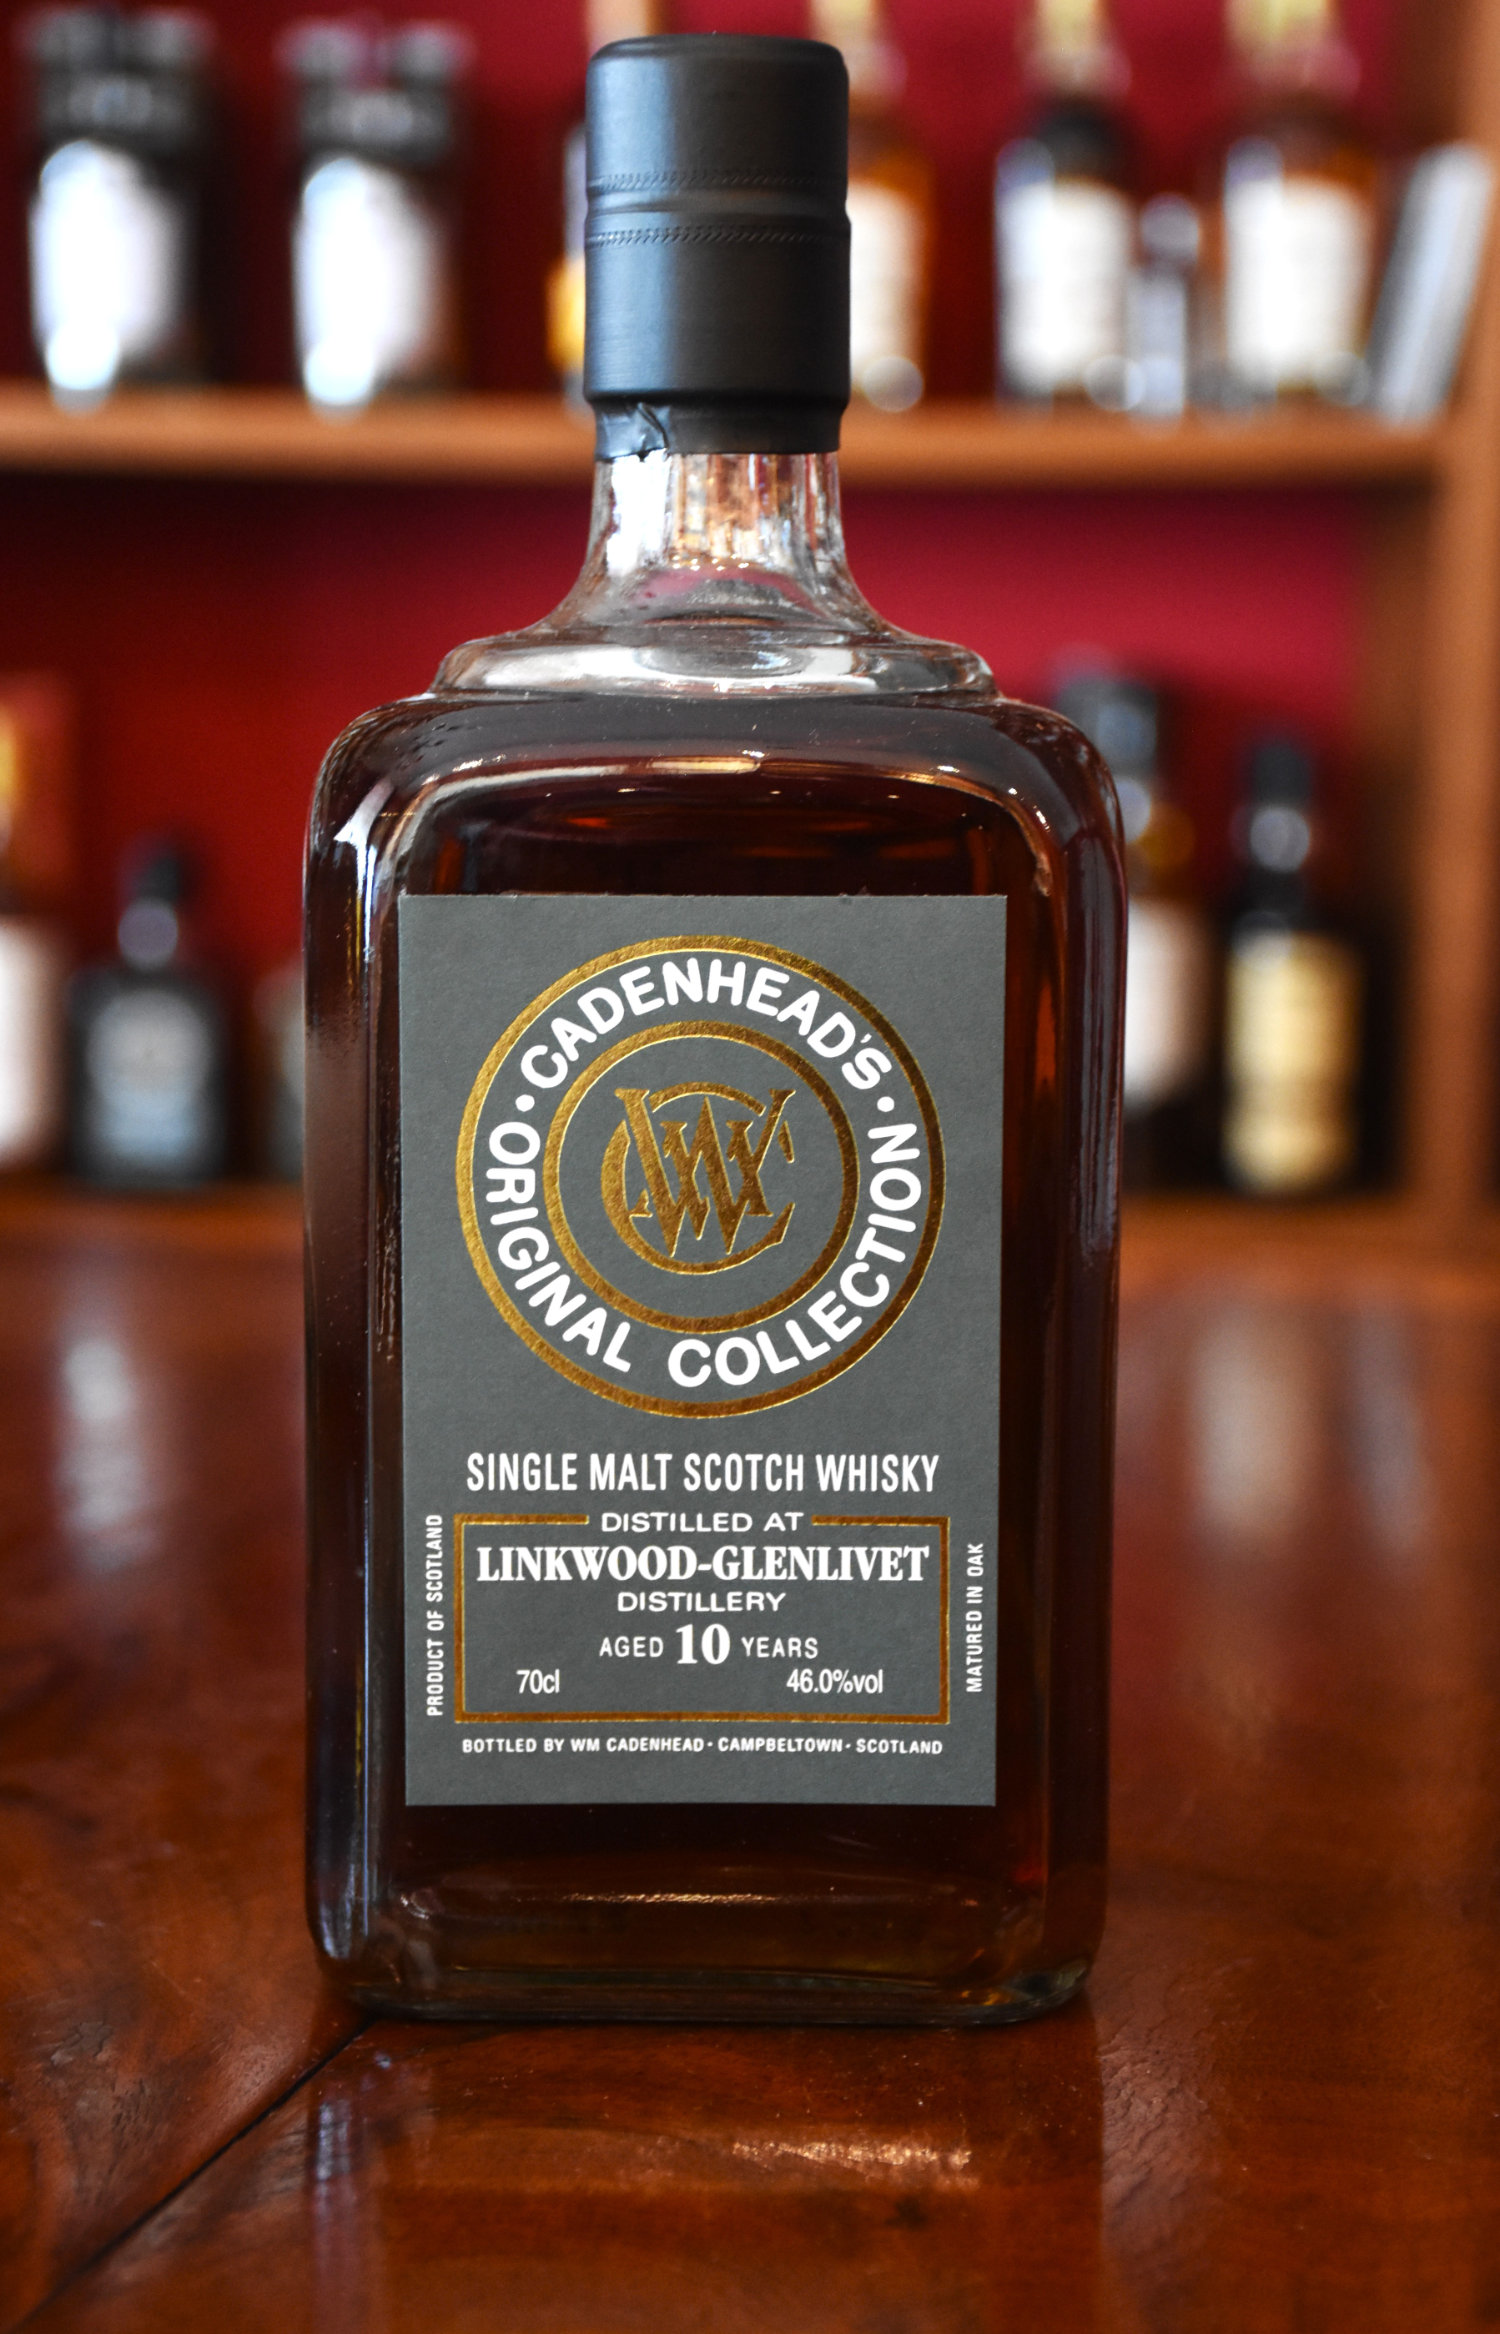 ·CADENHEAD'S·
ORIGINAL COLLECTION
WC
SINGLE MALT SCOTCH WHISKY
DISTILLED AT
LINKWOOD-GLENLIVET
DISTILLERY
AGED 10 YEARS
70cl 46.0%vol
PRODUCT OF SCOTLAND
MATURED IN OAK
BOTTLED BY WM CADENHEAD · CAMPBELTOWN · SCOTLAND